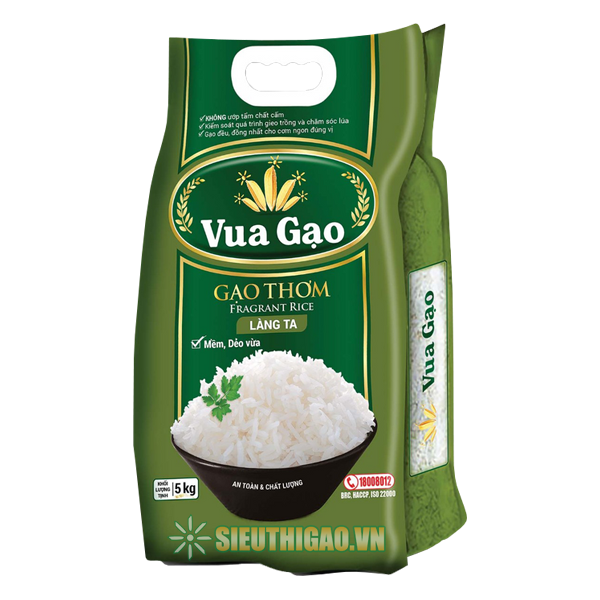 ✓KHÔNG ướp tẩm chất cấm
✓Kiểm soát quá trình gieo trồng và chăm sóc lúa
✓Gạo đều, đồng nhất cho cơm ngon đúng vị
Vua Gạo
GẠO THƠM
FRAGRANT RICE
LÀNG TA
Mềm, Dẻo vừa
AN TOÀN & CHẤT LƯỢNG
KHỐI LƯỢNG TỊNH
5 kg
18008012
BRC, HACCP, ISO 22000
SIEUTHIGAO.VN
Vua Gạo